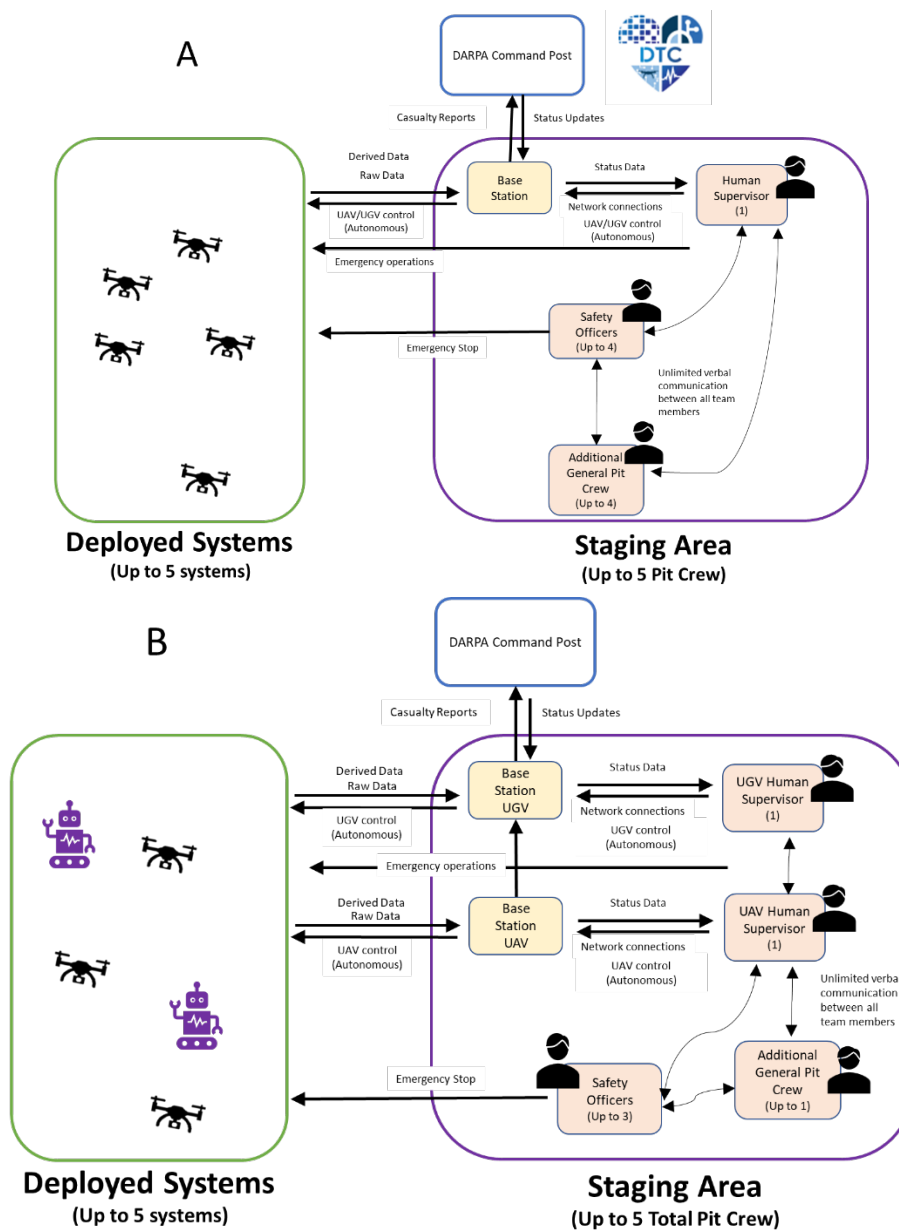 A
DARPA Command Post
DTC
Casualty Reports
Status Updates
Derived Data
Raw Data
UAV/UGV control
(Autonomous)
Base
Station
Status Data
Network connections
UAV/UGV control
(Autonomous)
Human
Supervisor
(1)
Emergency operations
Safety
Officers
(Up to 4)
Emergency Stop
Unlimited verbal
communication
between all team
members
Additional
General Pit
Crew
(Up to 4)
Deployed Systems
(Up to 5 systems)
Staging Area
(Up to 5 Pit Crew)
B
DARPA Command Post
Casualty Reports
Status Updates
Derived Data
Raw Data
UGV control
(Autonomous)
Base
Station
UGV
Status Data
Network connections
UGV control
(Autonomous)
UGV Human
Supervisor
(1)
Emergency operations
Derived Data
Raw Data
UAV control
(Autonomous)
Base
Station
UAV
Status Data
Network connections
UAV control
(Autonomous)
UAV Human
Supervisor
(1)
Unlimited verbal
communication
between all
team members
Emergency Stop
Safety
Officers
(Up to 3)
Additional
General Pit
Crew
(Up to 1)
Deployed Systems
(Up to 5 systems)
Staging Area
(Up to 5 Total Pit Crew)